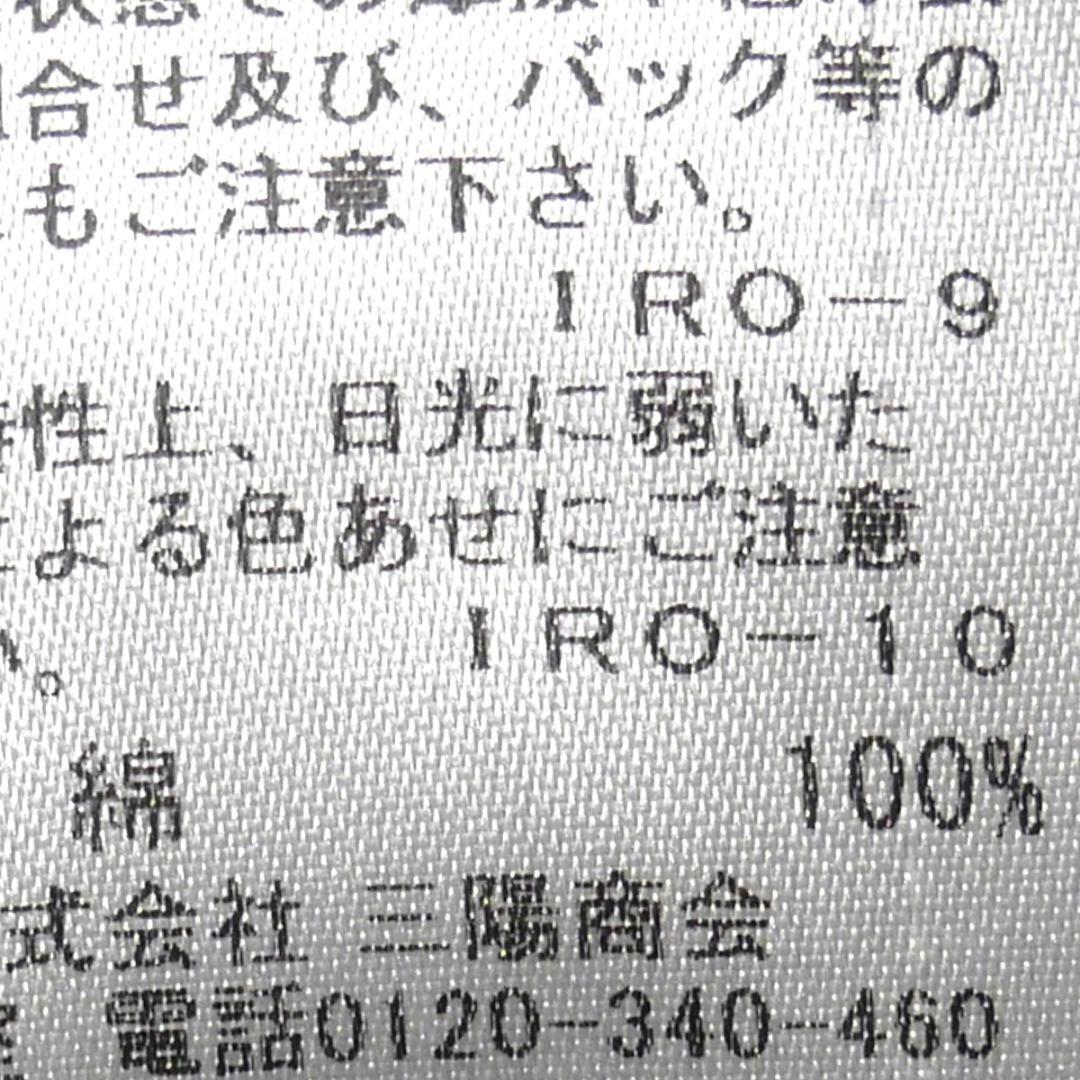 合せ及び、バック等の
もご注意下さい。
IRO－9
性上、日光に弱いた
よる色あせにご注意
い。
IRO－10
綿 100%
式会社 三陽商会
電話0120-340-460